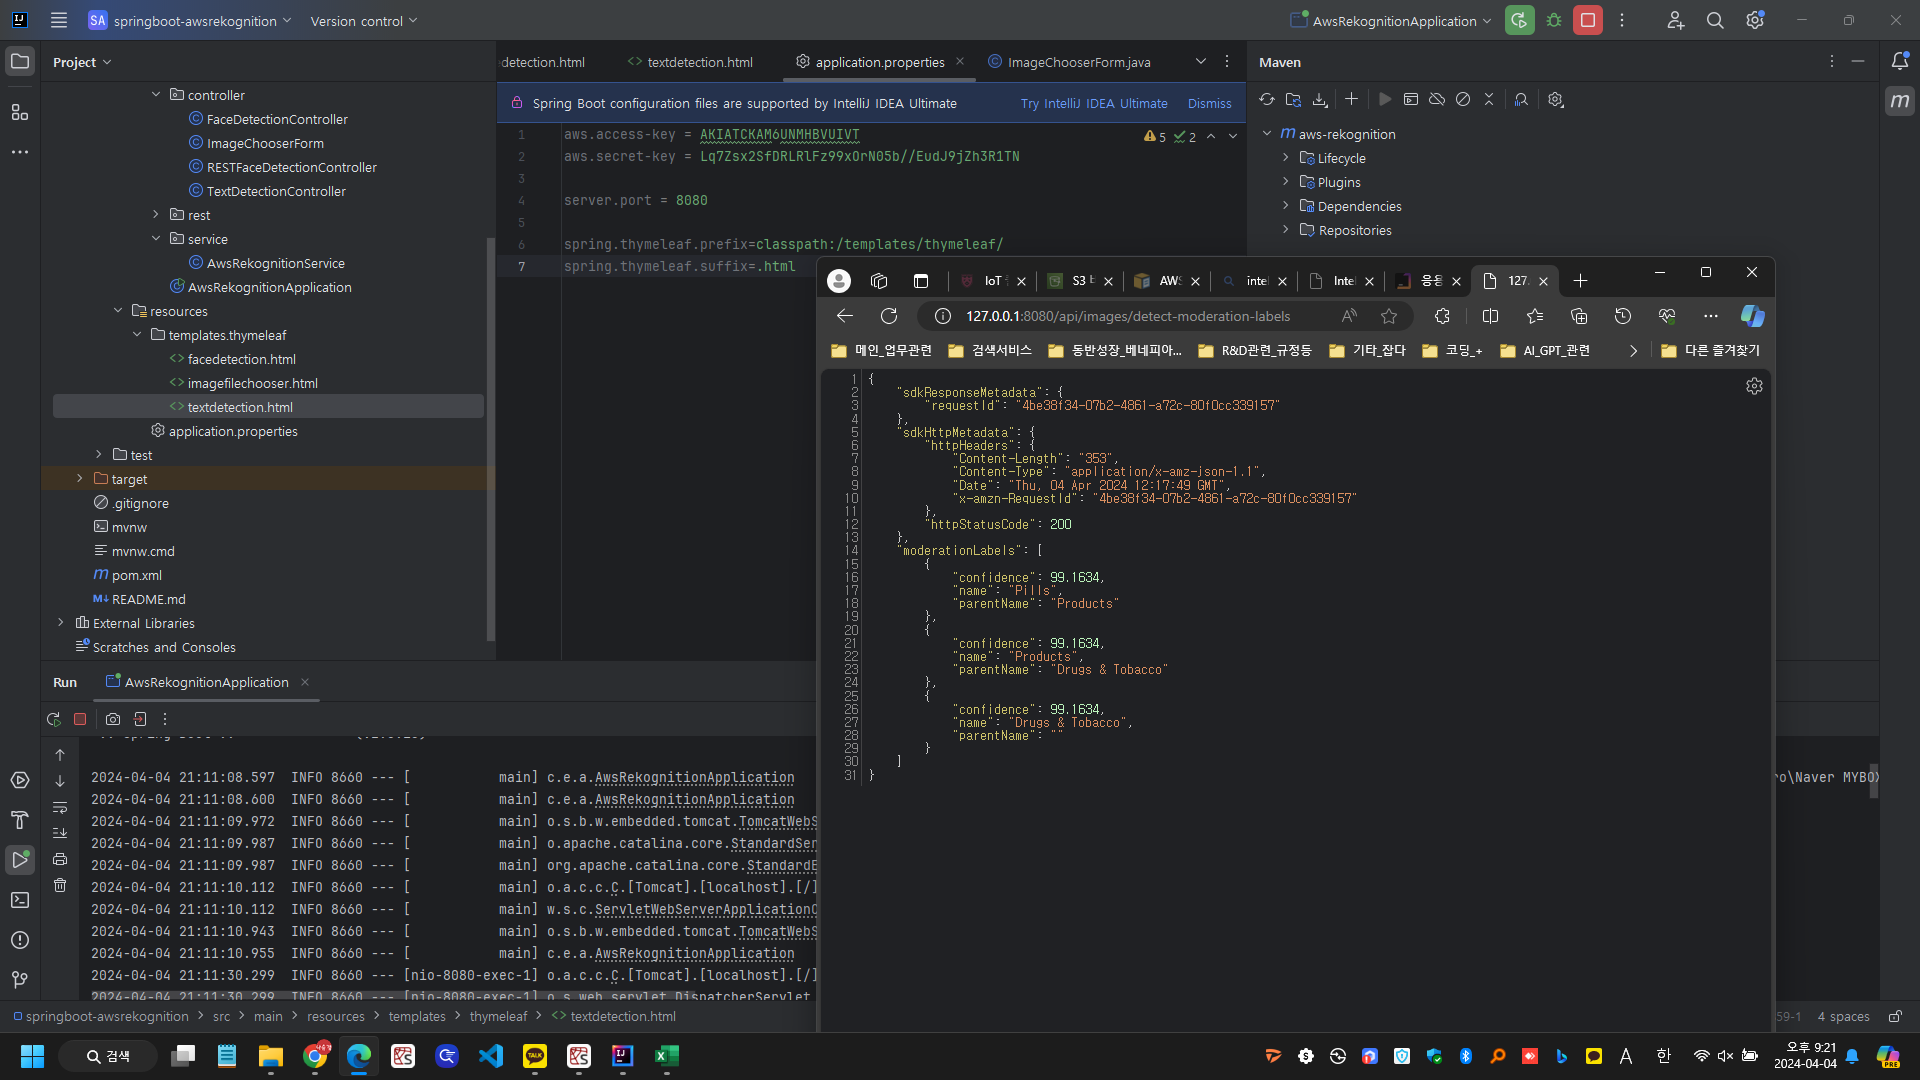 SA springboot-awsrekognition
Version control
AwsRekognitionApplication
Project
controller
FaceDetectionController
ImageChooserForm
RESTFaceDetectionController
TextDetectionController
rest
service
AwsRekognitionService
AwsRekognitionApplication
resources
templates.thymeleaf
facedetection.html
imagefilechooser.html
textdetection.html
application.properties
test
target
.gitignore
mvnw
mvnw.cmd
pom.xml
README.md
External Libraries
Scratches and Consoles
detection.html
textdetection.html
application.properties
ImageChooserForm.java
Spring Boot configuration files are supported by IntelliJ IDEA Ultimate
Try IntelliJ IDEA Ultimate
Dismiss
5 2
1 aws.access-key =
2 aws.secret-key =
3
4 server.port = 8080
5
6 spring.thymeleaf.prefix=classpath:/templates/thymeleaf/
7 spring.thymeleaf.suffix=.html
Maven
aws-rekognition
Lifecycle
Plugins
Dependencies
Repositories
IoT
S3
AWS
intel
Intel
응용
127.
127.0.0.1:8080/api/images/detect-moderation-labels
메인_업무관련
검색서비스
동반성장_베네피아...
R&D관련_규정등
기타_잡다
코딩_+
AI_GPT_관련
다른 즐겨찾기
1 {
2 "sdkResponseMetadata": {
3 "requestId": "4be38f34-07b2-4861-a72c-80f0cc339157"
4 },
5 "sdkHttpMetadata": {
6 "httpHeaders": {
7 "Content-Length": "353",
8 "Content-Type": "application/x-amz-json-1.1",
9 "Date": "Thu, 04 Apr 2024 12:17:49 GMT",
10 "x-amzn-RequestId": "4be38f34-07b2-4861-a72c-80f0cc339157"
11 },
12 "httpStatusCode": 200
13 },
14 "moderationLabels": [
15 {
16 "confidence": 99.1634,
17 "name": "Pills",
18 "parentName": "Products"
19 },
20 {
21 "confidence": 99.1634,
22 "name": "Products",
23 "parentName": "Drugs & Tobacco"
24 },
25 {
26 "confidence": 99.1634,
27 "name": "Drugs & Tobacco",
28 "parentName": ""
29 }
30 ]
31 }
Run
AwsRekognitionApplication
2024-04-04 21:11:08.597 INFO 8660 --- [ main] c.e.a.AwsRekognitionApplication
2024-04-04 21:11:08.600 INFO 8660 --- [ main] c.e.a.AwsRekognitionApplication
2024-04-04 21:11:09.972 INFO 8660 --- [ main] o.s.b.w.embedded.tomcat.TomcatWebS
2024-04-04 21:11:09.987 INFO 8660 --- [ main] o.apache.catalina.core.StandardSer
2024-04-04 21:11:09.987 INFO 8660 --- [ main] org.apache.catalina.core.StandardE
2024-04-04 21:11:10.112 INFO 8660 --- [ main] o.a.c.c.C.[Tomcat].[localhost].[/]
2024-04-04 21:11:10.112 INFO 8660 --- [ main] w.s.c.ServletWebServerApplicationC
2024-04-04 21:11:10.943 INFO 8660 --- [ main] o.s.b.w.embedded.tomcat.TomcatWebS
2024-04-04 21:11:10.955 INFO 8660 --- [ main] c.e.a.AwsRekognitionApplication
2024-04-04 21:11:30.299 INFO 8660 --- [nio-8080-exec-1] o.a.c.c.C.[Tomcat].[localhost].[/]
2024-04-04 21:11:30.299 INFO 8660 --- [nio-8080-exec-1] o.s.web.servlet.DispatcherServlet
ro\Naver MYBOX
springboot-awsrekognition > src > main > resources > templates > thymeleaf > textdetection.html
59-1 4 spaces
검색
A
한
오후 9:21
2024-04-04